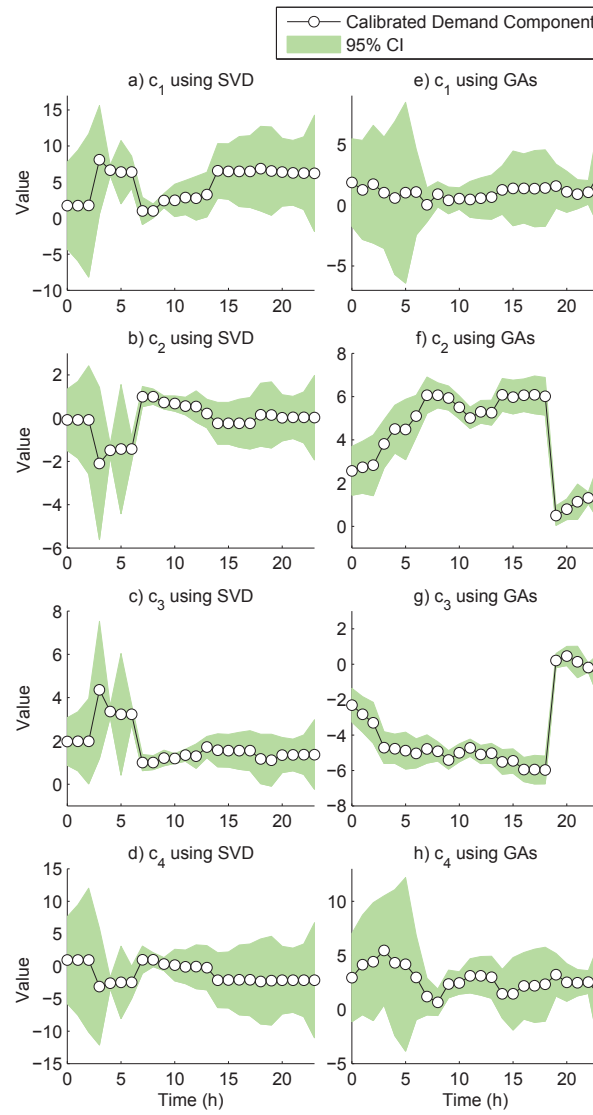 Calibrated Demand Component
95% CI
a) c1 using SVD
e) c1 using GAs
Value
15
10
5
0
−5
−10
0 5 10 15 20
5
0
−5
0 5 10 15 20
b) c2 using SVD
f) c2 using GAs
Value
2
0
−2
−4
−6
0 5 10 15 20
8
6
4
2
0
0 5 10 15 20
c) c3 using SVD
g) c3 using GAs
Value
8
6
4
2
0
0 5 10 15 20
2
0
−2
−4
−6
−8
0 5 10 15 20
d) c4 using SVD
h) c4 using GAs
Value
15
10
5
0
−5
−10
−15
0 5 10 15 20
Time (h)
10
5
0
−5
0 5 10 15 20
Time (h)